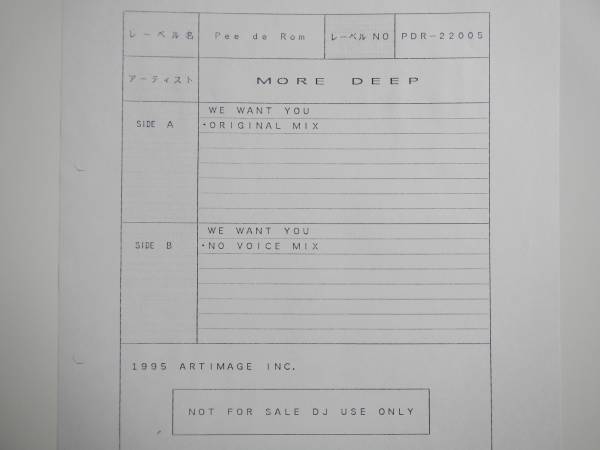 レーベル名 Pee de Rom レーベルNO PDR-22005
アーティスト MORE DEEP
WE WANT YOU
SIDE A ・ORIGINAL MIX
WE WANT YOU
SIDE B ・NO VOICE MIX
1995 ARTIMAGE INC.
NOT FOR SALE DJ USE ONLY